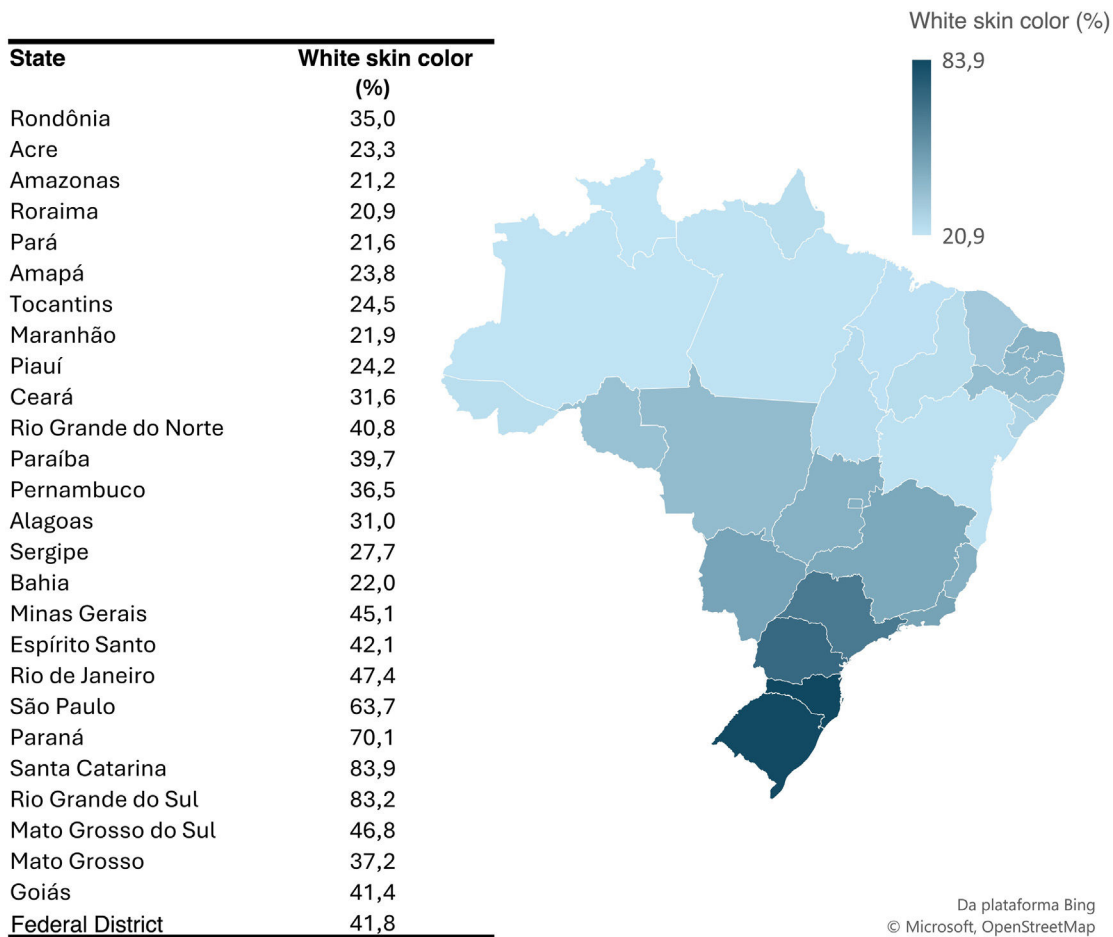 White skin color (%)
83,9
20,9
State White skin color
(%)
Rondônia 35,0
Acre 23,3
Amazonas 21,2
Roraima 20,9
Pará 21,6
Amapá 23,8
Tocantins 24,5
Maranhão 21,9
Piauí 24,2
Ceará 31,6
Rio Grande do Norte 40,8
Paraíba 39,7
Pernambuco 36,5
Alagoas 31,0
Sergipe 27,7
Bahia 22,0
Minas Gerais 45,1
Espírito Santo 42,1
Rio de Janeiro 47,4
São Paulo 63,7
Paraná 70,1
Santa Catarina 83,9
Rio Grande do Sul 83,2
Mato Grosso do Sul 46,8
Mato Grosso 37,2
Goiás 41,4
Federal District 41,8
Da plataforma Bing
© Microsoft, OpenStreetMap